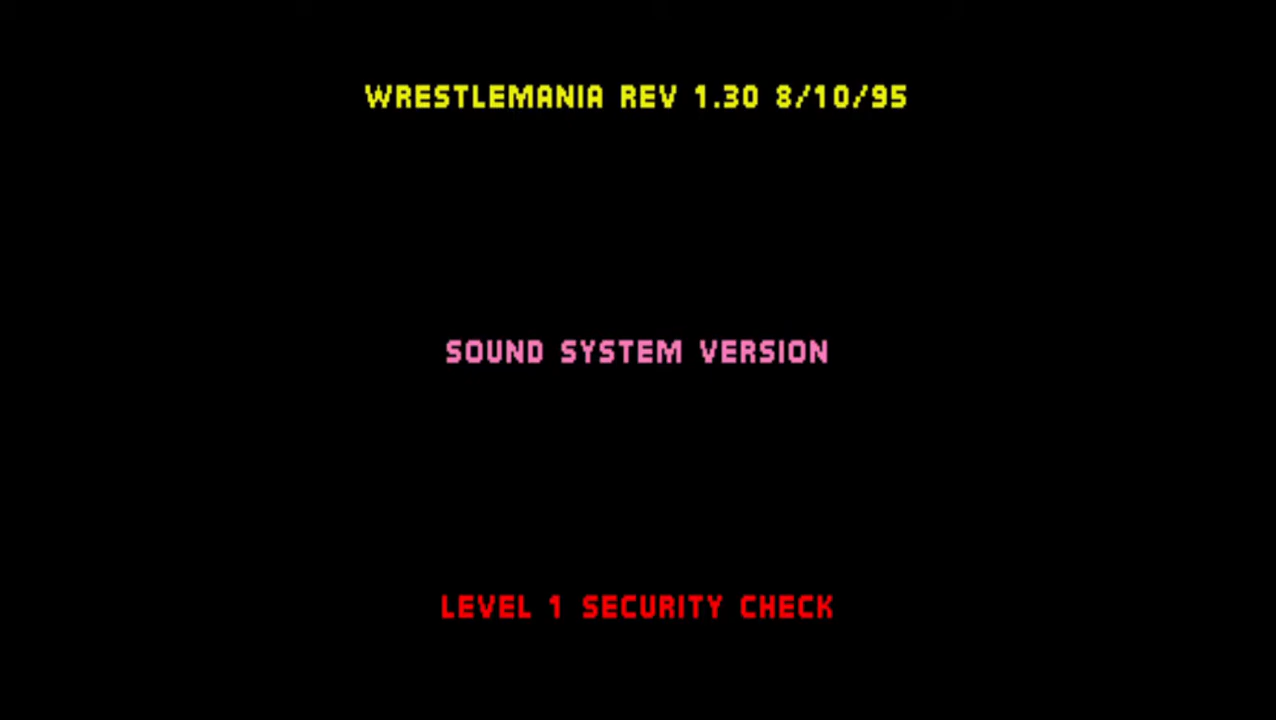 WRESTLEMANIA REV 1.30 8/10/95
SOUND SYSTEM VERSION
LEVEL 1 SECURITY CHECK